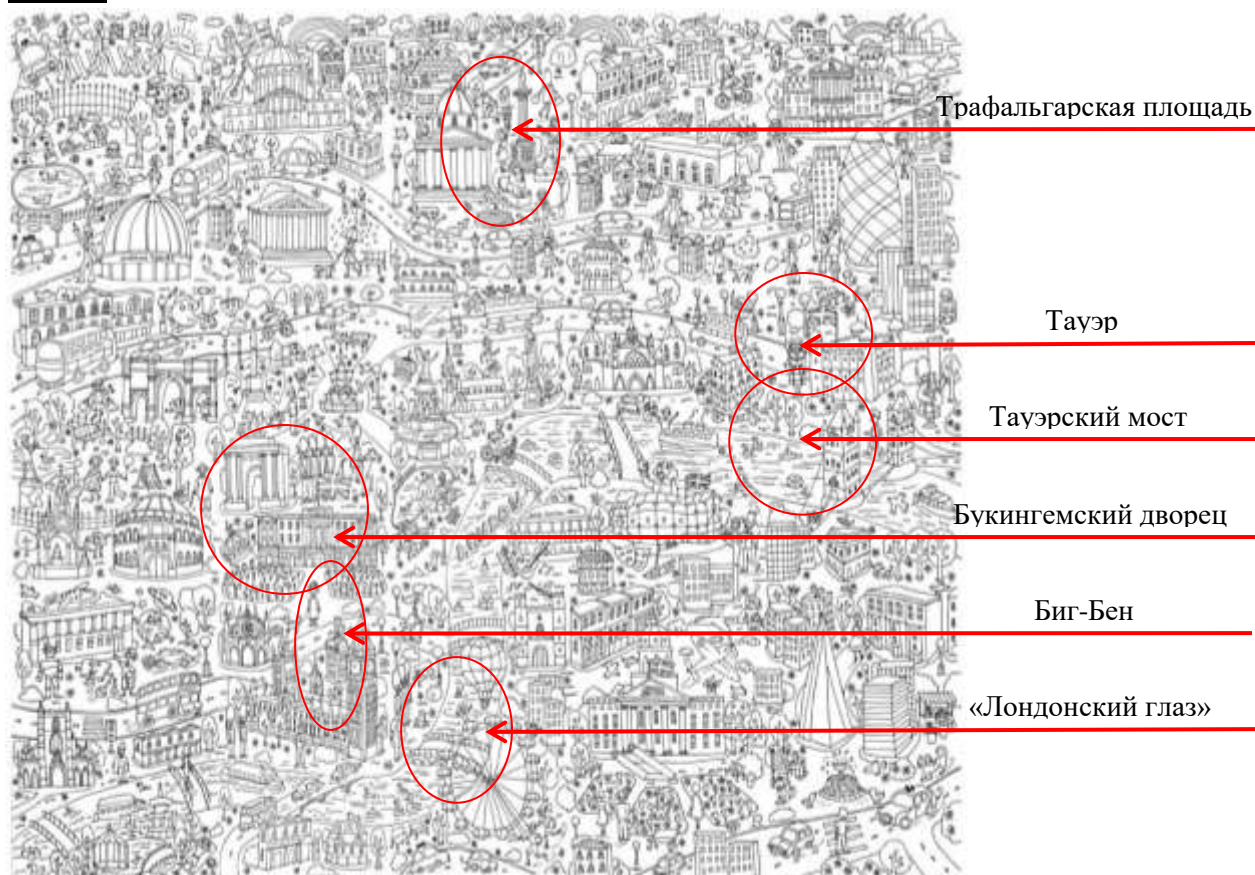 Трафальгарская площадь
Тауэр
Тауэрский мост
Букингемский дворец
Биг-Бен
«Лондонский глаз»